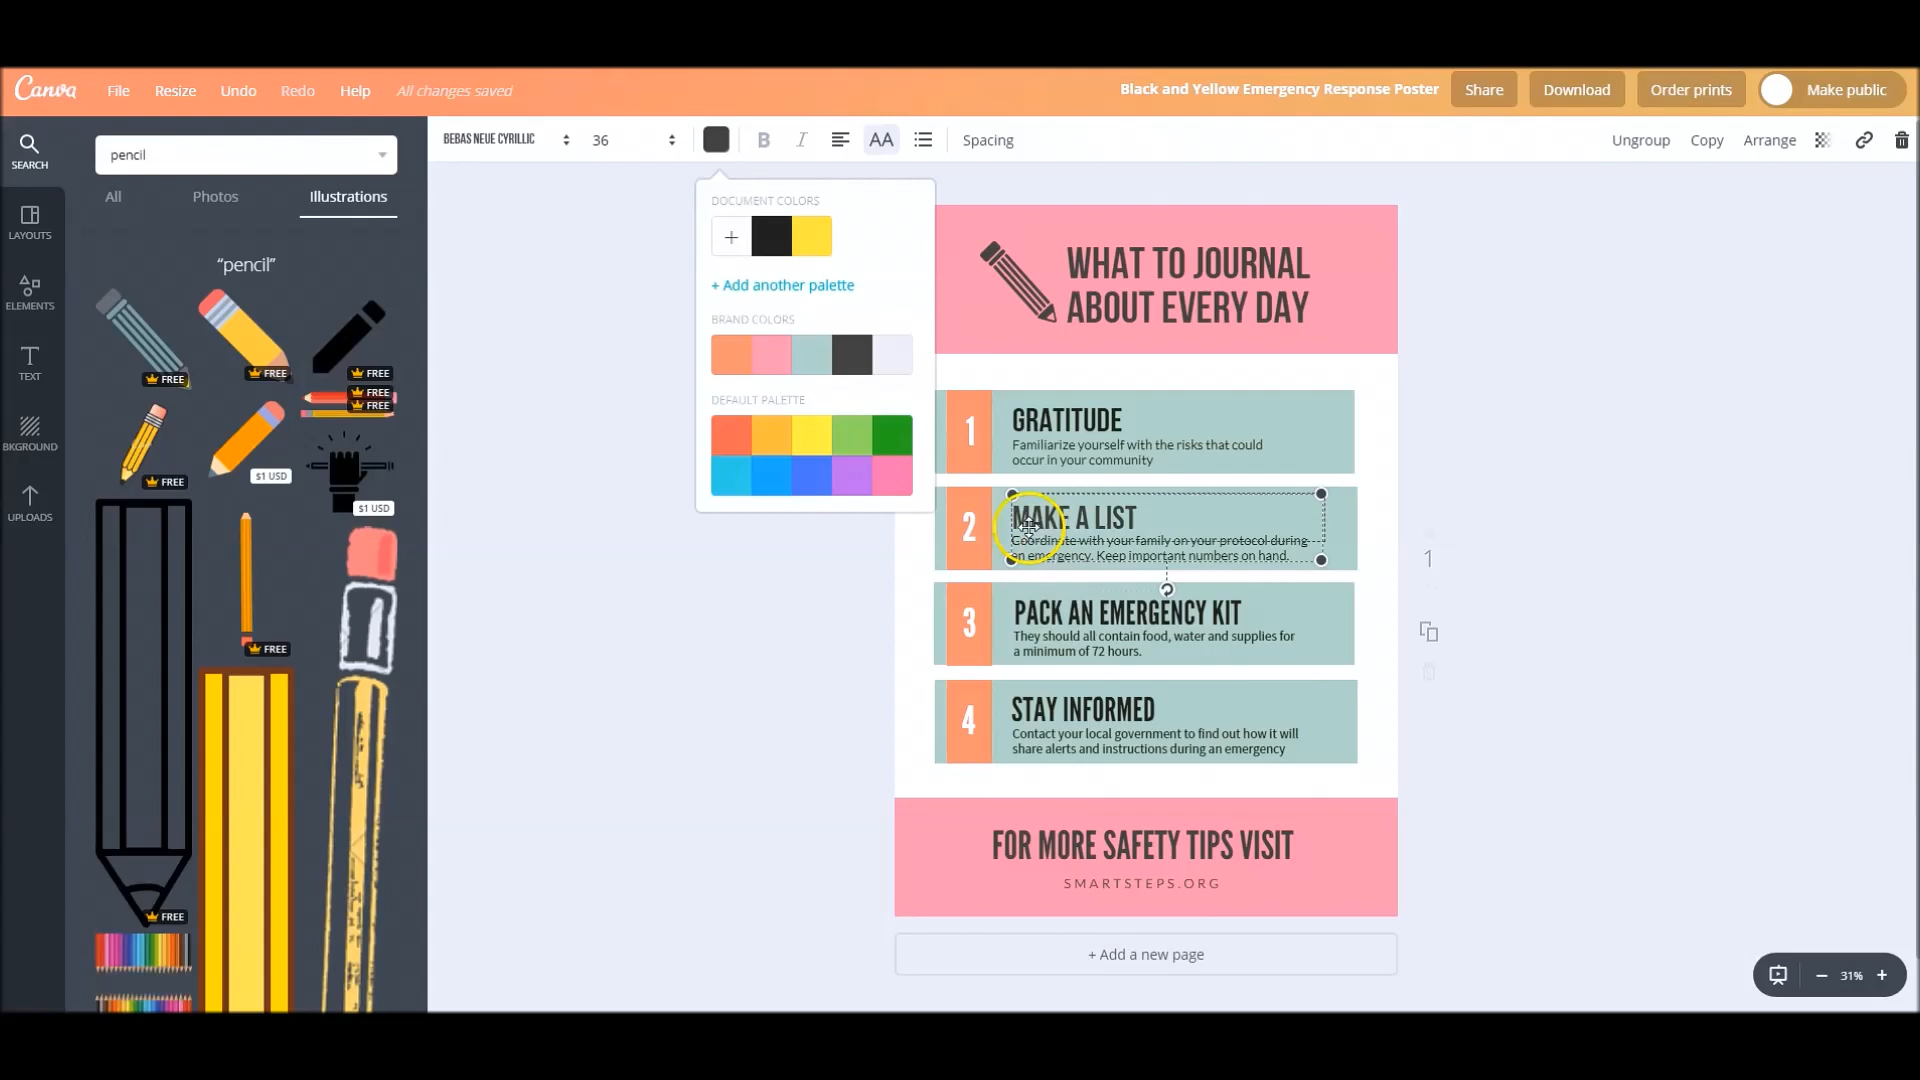 Canva
File
Resize
Undo
Redo
Help
All changes saved
Black and Yellow Emergency Response Poster
Share
Download
Order prints
Make public
SEARCH
LAYOUTS
ELEMENTS
TEXT
BKGROUND
UPLOADS
pencil
All
Photos
Illustrations
“pencil”
FREE
FREE
FREE
FREE
FREE
FREE
$1 USD
$1 USD
FREE
FREE
BEBAS NEUE CYRILLIC
36
B
I
AA
Spacing
Ungroup
Copy
Arrange
DOCUMENT COLORS
+
+ Add another palette
BRAND COLORS
DEFAULT PALETTE
WHAT TO JOURNAL
ABOUT EVERY DAY
1
GRATITUDE
Familiarize yourself with the risks that could
occur in your community
2
MAKE A LIST
Coordinate with your family on your protocol during
an emergency. Keep important numbers on hand.
3
PACK AN EMERGENCY KIT
They should all contain food, water and supplies for
a minimum of 72 hours.
4
STAY INFORMED
Contact your local government to find out how it will
share alerts and instructions during an emergency
FOR MORE SAFETY TIPS VISIT
SMARTSTEPS.ORG
+ Add a new page
1
31%